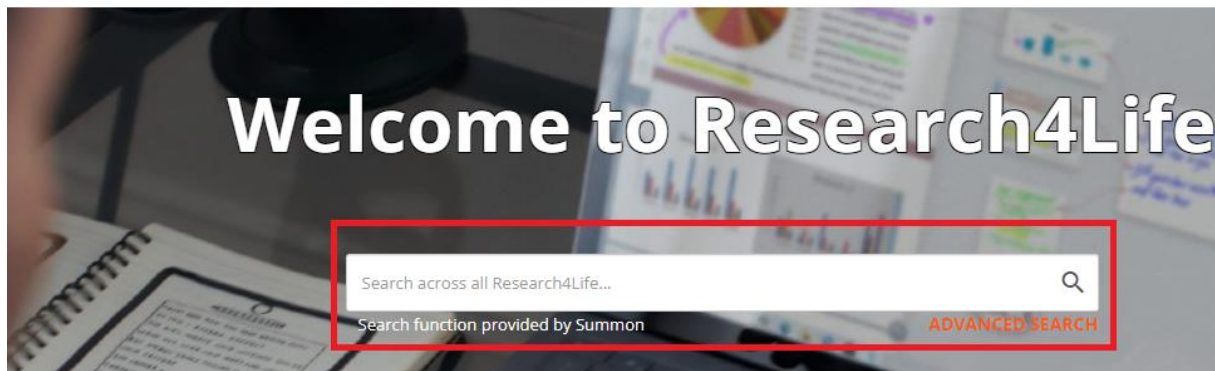 Welcome to Research4Life
Search across all Research4Life...
Search function provided by Summon
ADVANCED SEARCH